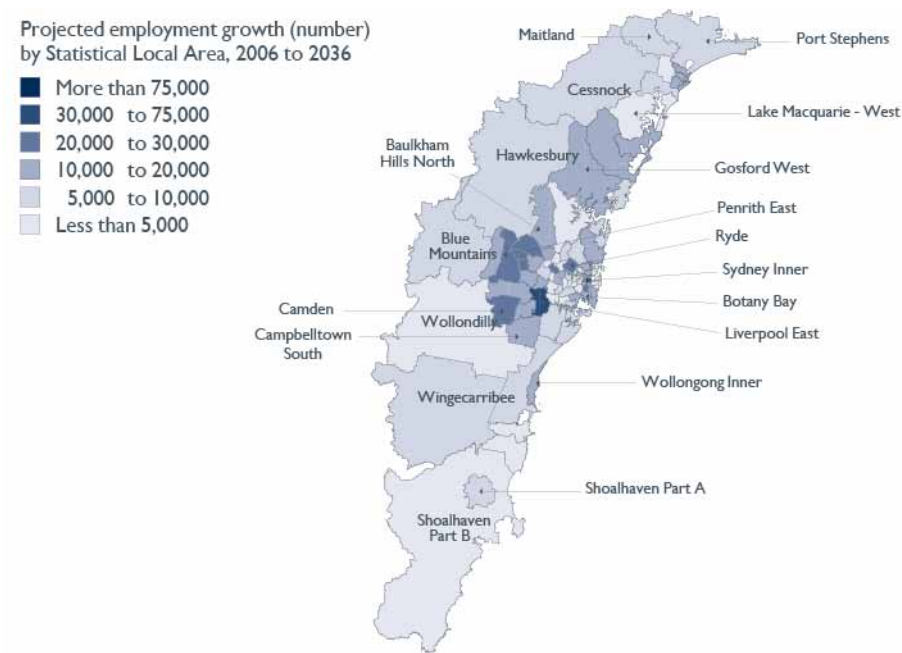 Projected employment growth (number)
by Statistical Local Area, 2006 to 2036
More than 75,000
30,000 to 75,000
20,000 to 30,000
10,000 to 20,000
5,000 to 10,000
Less than 5,000
Maitland
Port Stephens
Cessnock
Lake Macquarie - West
Baulkham
Hills North
Hawkesbury
Gosford West
Penrith East
Blue
Mountains
Ryde
Sydney Inner
Camden
Wollondilly
Botany Bay
Campbelltown
South
Liverpool East
Wingecarribee
Wollongong Inner
Shoalhaven Part A
Shoalhaven
Part B